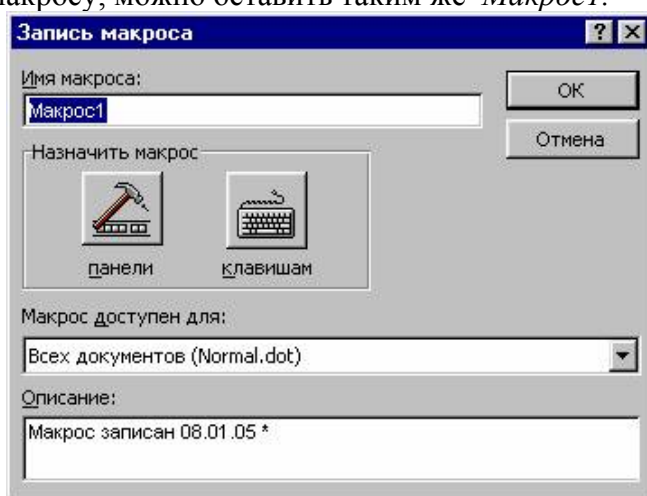 макросу, можно оставить таким же Макрос1.
Запись макроса
Имя макроса:
ОК
Макрос1
Отмена
Назначить макрос
панели клавишам
Макрос доступен для:
Всех документов (Normal.dot)
Описание:
Макрос записан 08.01.05 *